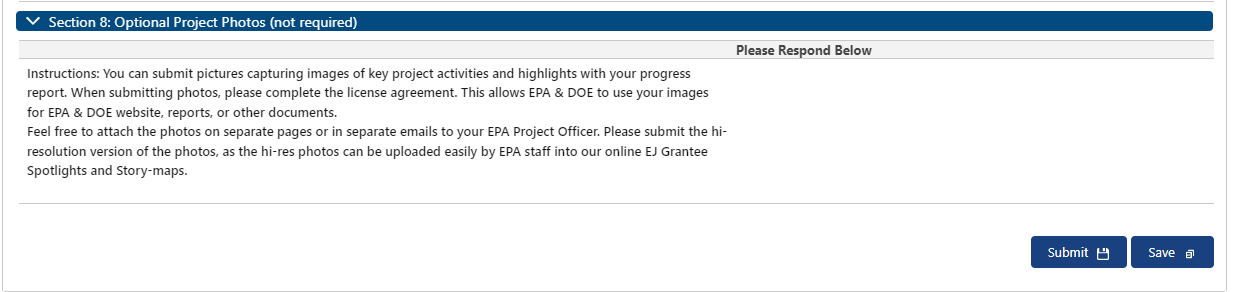 Section 8: Optional Project Photos (not required)
Please Respond Below
Instructions: You can submit pictures capturing images of key project activities and highlights with your progress
report. When submitting photos, please complete the license agreement. This allows EPA & DOE to use your images
for EPA & DOE website, reports, or other documents.
Feel free to attach the photos on separate pages or in separate emails to your EPA Project Officer. Please submit the hi-
resolution version of the photos, as the hi-res photos can be uploaded easily by EPA staff into our online EJ Grantee
Spotlights and Story-maps.
Submit
Save